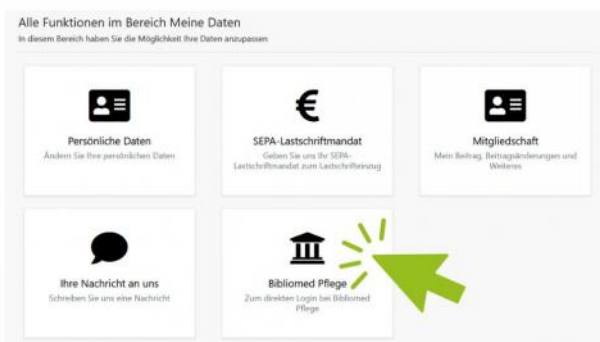 Alle Funktionen im Bereich Meine Daten
In diesem Bereich haben Sie die Möglichkeit Ihre Daten anzupassen
Persönliche Daten
Ändern Sie Ihre persönlichen Daten
SEPA-Lastschriftmandat
Geben Sie uns Ihr SEPA-
Lastschriftmandat zum Lastschrifteinzug
Mitgliedschaft
Mein Beitrag, Beitragsänderungen und
Weiteres
Ihre Nachricht an uns
Schreiben Sie uns eine Nachricht
Bibliomed Pflege
Zum direkten Login bei Bibliomed
Pflege